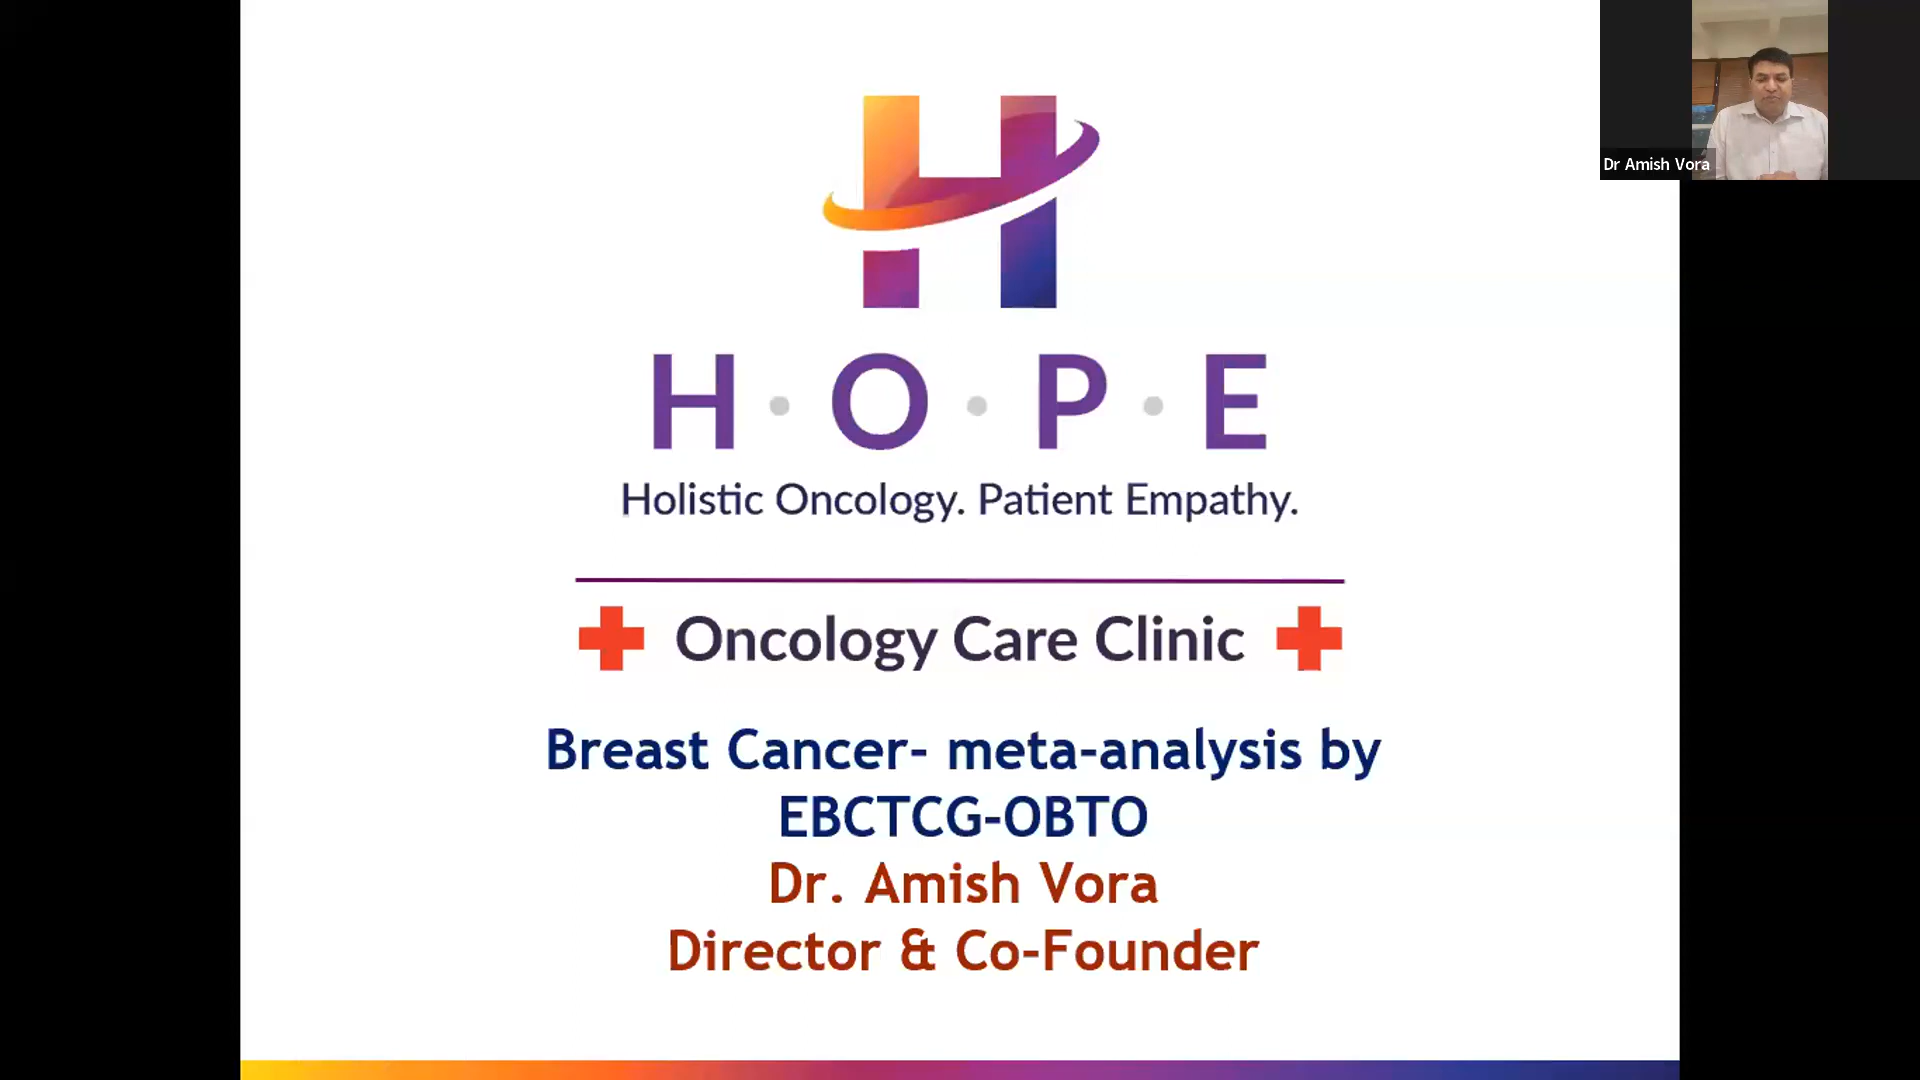 Dr Amish Vora
H·O·P·E
Holistic Oncology. Patient Empathy.
Oncology Care Clinic
Breast Cancer- meta-analysis by
EBCTCG-OBTO
Dr. Amish Vora
Director & Co-Founder